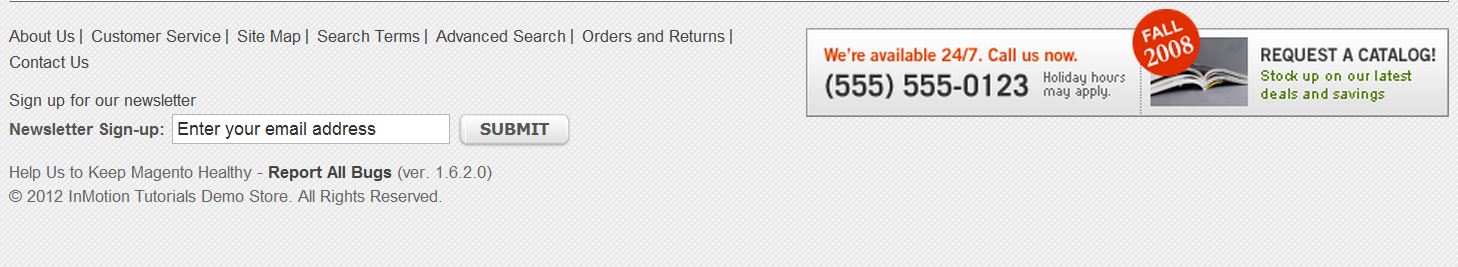 About Us | Customer Service | Site Map | Search Terms | Advanced Search | Orders and Returns |
Contact Us
Sign up for our newsletter
Newsletter Sign-up: Enter your email address SUBMIT
Help Us to Keep Magento Healthy - Report All Bugs (ver. 1.6.2.0)
© 2012 InMotion Tutorials Demo Store. All Rights Reserved.
We're available 24/7. Call us now.
(555) 555-0123
Holiday hours
may apply.
FALL
2008
REQUEST A CATALOG!
Stock up on our latest
deals and savings